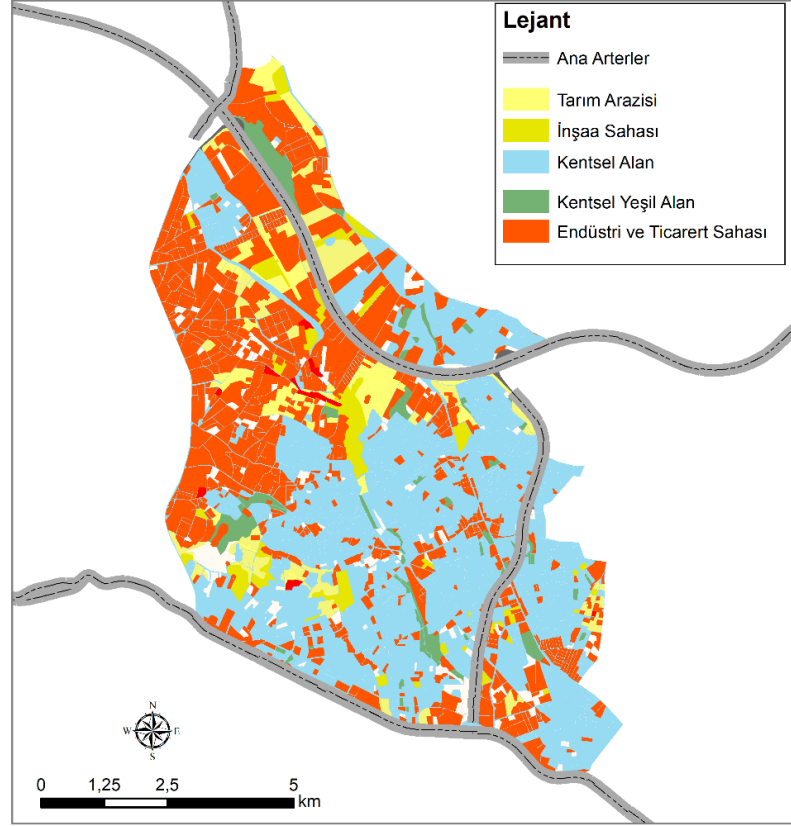 Lejant
Ana Arterler
Tarım Arazisi
İnşaa Sahası
Kentsel Alan
Kentsel Yeşil Alan
Endüstri ve Ticarert Sahası
N
W E
S
0 1,25 2,5 5
km